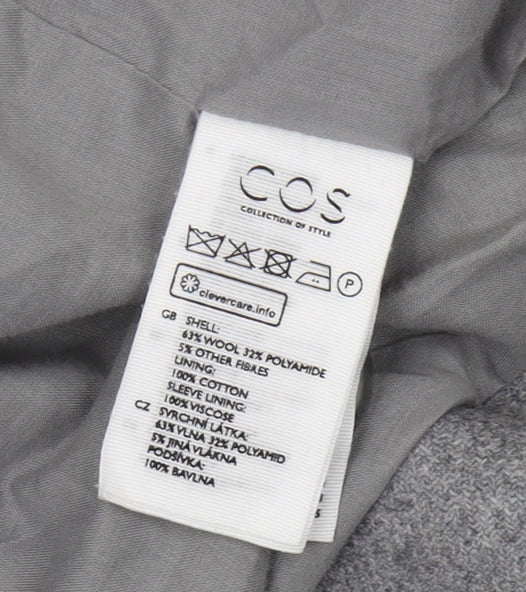 COS
COLLECTION OF STYLE
P
clevercare.info
GB SHELL:
63% WOOL 32% POLYAMIDE
5% OTHER FIBRES
LINING:
100% COTTON
SLEEVE LINING:
100% VISCOSE
CZ SVRCHNÍ LÁTKA:
63% VLNA 32% POLYAMID
5% JINÁ VLÁKNA
PODŠÍVKA:
100% BAVLNA